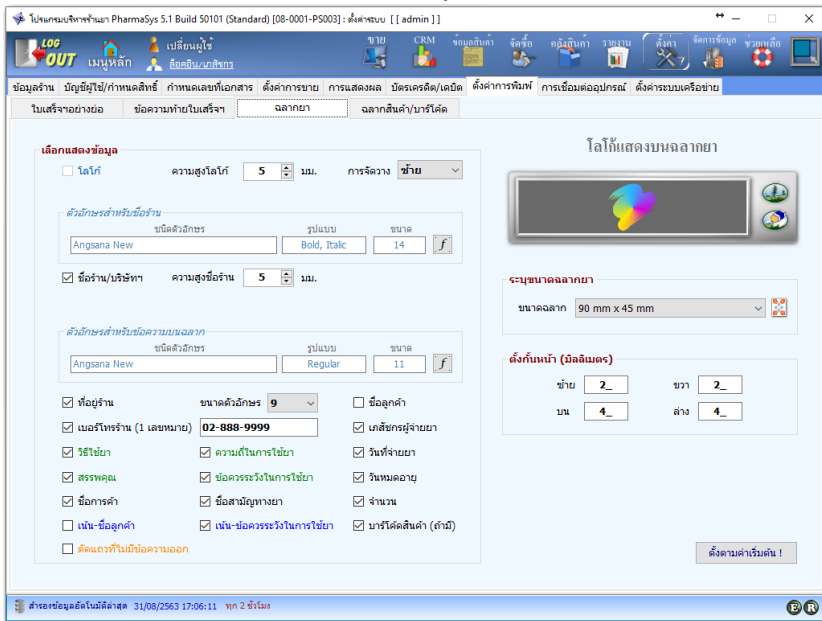 โปรแกรมบริหารร้านยา PharmaSys 5.1 Build 50101 (Standard) [08-0001-PS003] : ตั้งค่าระบบ [ [ admin ] ]
LOG OUT เมนูหลัก เปลี่ยนผู้ใช้ ล็อคอิน/เภสัชกร ขาย CRM ข้อมูลสินค้า จัดซื้อ คลังสินค้า รายงาน ตั้งค่า จัดการข้อมูล ช่วยเหลือ
ข้อมูลร้าน บัญชีผู้ใช้/กำหนดสิทธิ์ กำหนดเลขที่เอกสาร ตั้งค่าการขาย การแสดงผล บัตรเครดิต/เดบิต ตั้งค่าการพิมพ์ การเชื่อมต่ออุปกรณ์ ตั้งค่าระบบเครือข่าย
ใบเสร็จฯอย่างย่อ ข้อความท้ายใบเสร็จฯ ฉลากยา ฉลากสินค้า/บาร์โค้ด
เลือกแสดงข้อมูล
โลโก้ ความสูงโลโก้ 5 มม. การจัดวาง ซ้าย
ตัวอักษรสำหรับชื่อร้าน
ชนิดตัวอักษร รูปแบบ ขนาด
Angsana New Bold, Italic 14 f
ชื่อร้าน/บริษัทฯ ความสูงชื่อร้าน 5 มม.
ตัวอักษรสำหรับข้อความบนฉลาก
ชนิดตัวอักษร รูปแบบ ขนาด
Angsana New Regular 11 f
ที่อยู่ร้าน ขนาดตัวอักษร 9 ชื่อลูกค้า
เบอร์โทรร้าน (1 เลขหมาย) 02-888-9999 เภสัชกรผู้จ่ายยา
วิธีใช้ยา ความถี่ในการใช้ยา วันที่จ่ายยา
สรรพคุณ ข้อควรระวังในการใช้ยา วันหมดอายุ
ชื่อการค้า ชื่อสามัญทางยา จำนวน
เน้น-ชื่อลูกค้า เน้น-ข้อควรระวังในการใช้ยา บาร์โค้ดสินค้า (ถ้ามี)
ตัดแถวที่ไม่มีข้อความออก
โลโก้แสดงบนฉลากยา
ระบุขนาดฉลากยา
ขนาดฉลาก 90 mm x 45 mm
ตั้งกั้นหน้า (มิลลิเมตร)
ซ้าย 2_ ขวา 2_
บน 4_ ล่าง 4_
ตั้งตามค่าเริ่มต้น !
สำรองข้อมูลอัตโนมัติล่าสุด 31/08/2563 17:06:11 ทุก 2 ชั่วโมง
E R